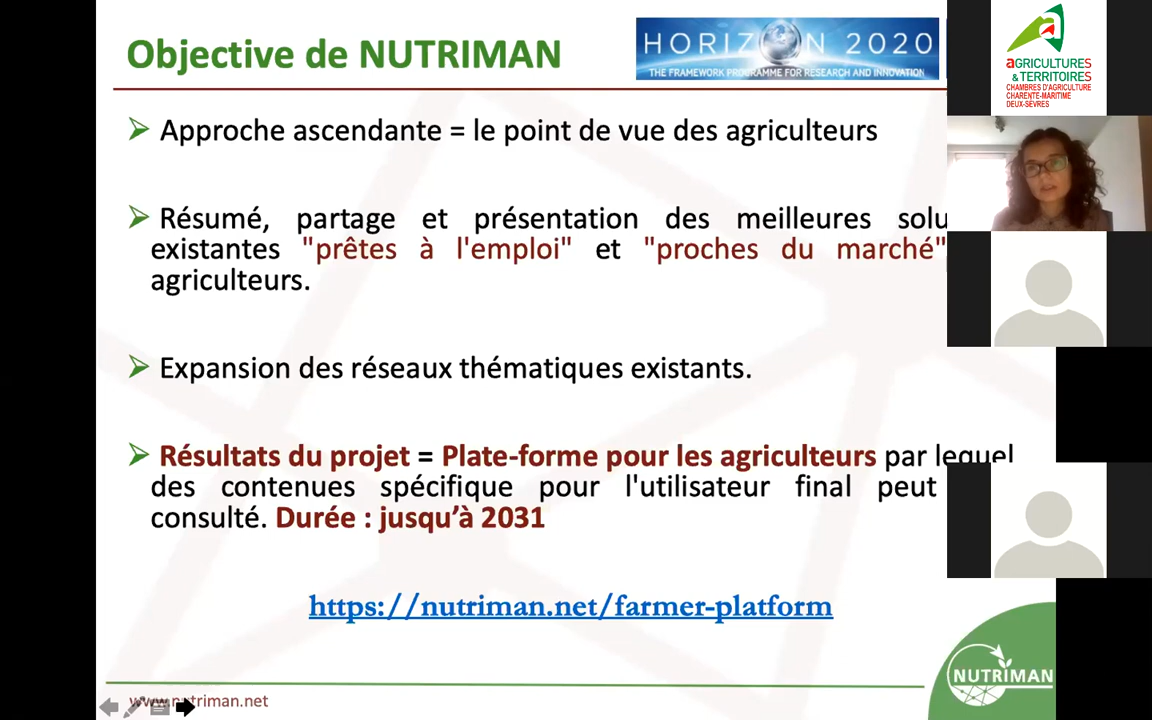 Objective de NUTRIMAN
HORIZON 2020
THE FRAMEWORK PROGRAMME FOR RESEARCH AND INNOVATION
aGRICULTURES
& TERRITOIRES
CHAMBRES D'AGRICULTURE
CHARENTE-MARITIME
DEUX-SÈVRES
Approche ascendante = le point de vue des agriculteurs
Résumé, partage et présentation des meilleures solu
existantes "prêtes à l'emploi" et "proches du marché"
agriculteurs.
Expansion des réseaux thématiques existants.
Résultats du projet = Plate-forme pour les agriculteurs par lequel
des contenues spécifique pour l'utilisateur final peut
consulté. Durée : jusqu'à 2031
https://nutriman.net/farmer-platform
NUTRIMAN
www.nutriman.net